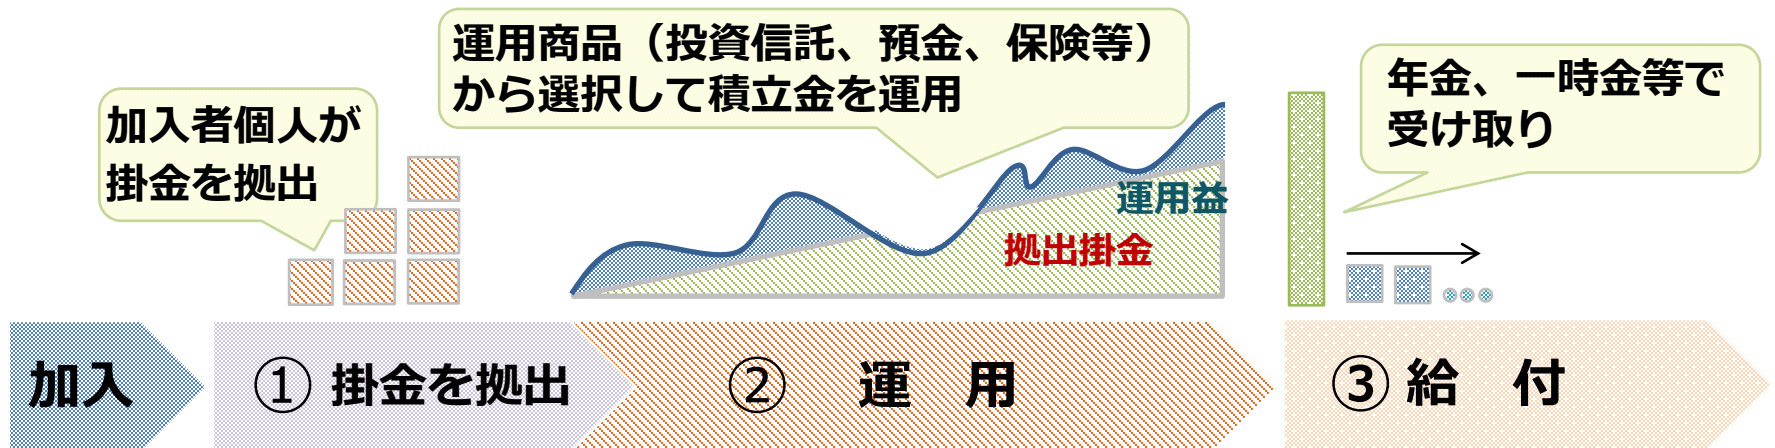 加入者個人が
掛金を拠出
運用商品（投資信託、預金、保険等）
から選択して積立金を運用
年金、一時金等で
受け取り
運用益
拠出掛金
加入
① 掛金を拠出
② 運 用
③ 給 付